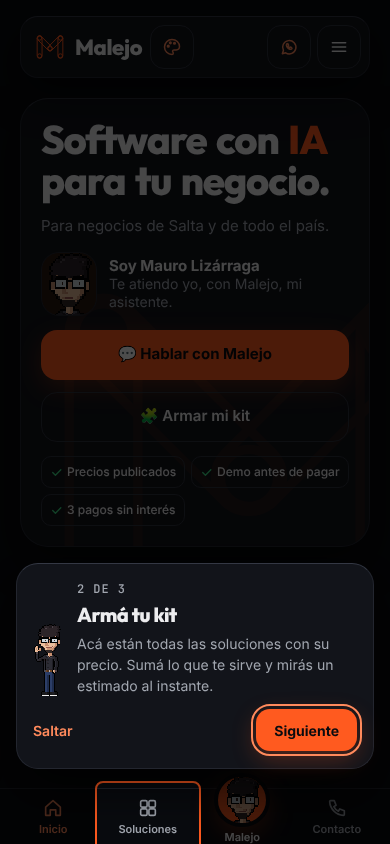 Malejo
Software con IA
para tu negocio.
Para negocios de Salta y de todo el país.
Soy Mauro Lizárraga
Te atiendo yo, con Malejo, mi
asistente.
💬 Hablar con Malejo
🧩 Armar mi kit
✓ Precios publicados
✓ Demo antes de pagar
✓ 3 pagos sin interés
2 DE 3
Armá tu kit
Acá están todas las soluciones con su
precio. Sumá lo que te sirve y mirás un
estimado al instante.
Saltar
Siguiente
Inicio
Soluciones
Malejo
Contacto